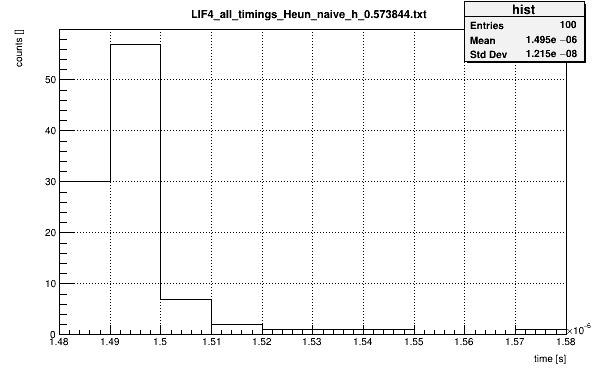 LIF4_all_timings_Heun_naive_h_0.573844.txt
hist
Entries 100
Mean 1.495e −06
Std Dev 1.215e −08
counts []
50
40
30
20
10
0
1.48 1.49 1.5 1.51 1.52 1.53 1.54 1.55 1.56 1.57 1.58
×10⁻⁶
time [s]